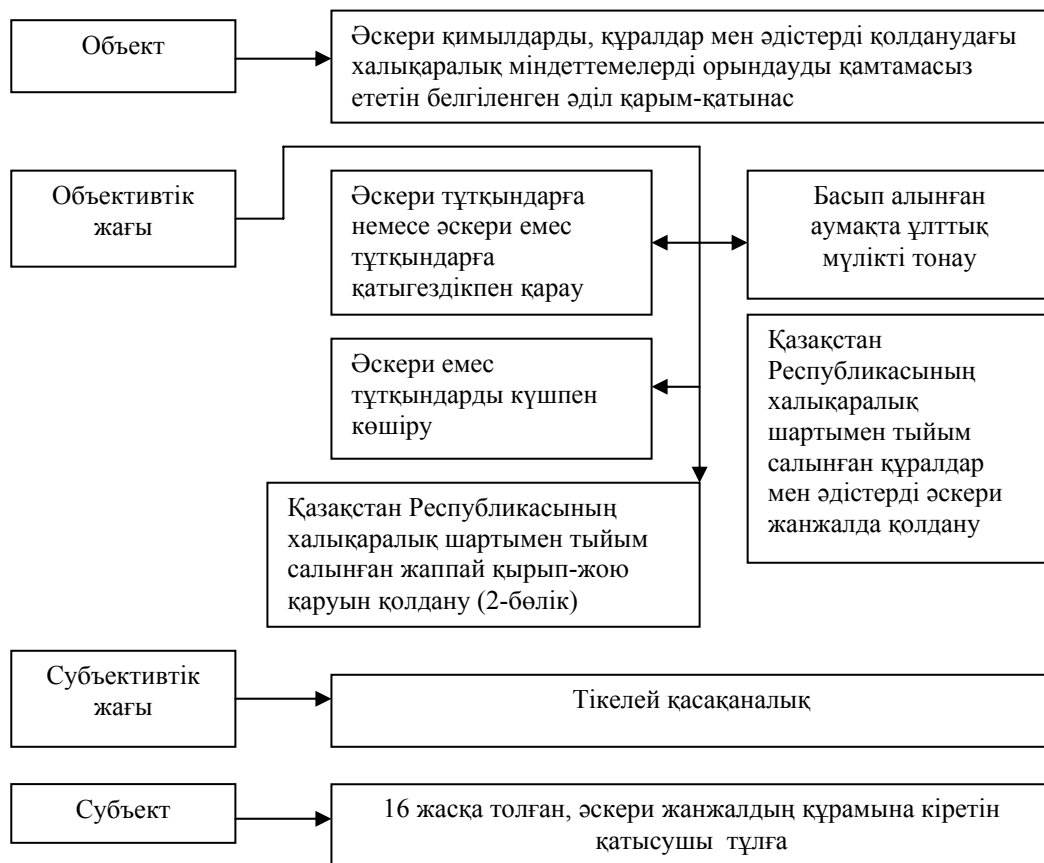 Объект
Әскери қимылдарды, құралдар мен әдістерді қолданудағы
халықаралық міндеттемелерді орындауды қамтамасыз
ететін белгіленген әділ қарым-қатынас
Объективтік
жағы
Әскери тұтқындарға
немесе әскери емес
тұтқындарға
қатыгездікпен қарау
Басып алынған
аумақта ұлттық
мүлікті тонау
Әскери емес
тұтқындарды күшпен
көшіру
Қазақстан
Республикасының
халықаралық
шартымен тыйым
салынған құралдар
мен әдістерді әскери
жанжалда қолдану
Қазақстан Республикасының
халықаралық шартымен тыйым
салынған жаппай қырып-жою
қаруын қолдану (2-бөлік)
Субъективтік
жағы
Тікелей қасақаналық
Субъект
16 жасқа толған, әскери жанжалдың құрамына кіретін
қатысушы тұлға